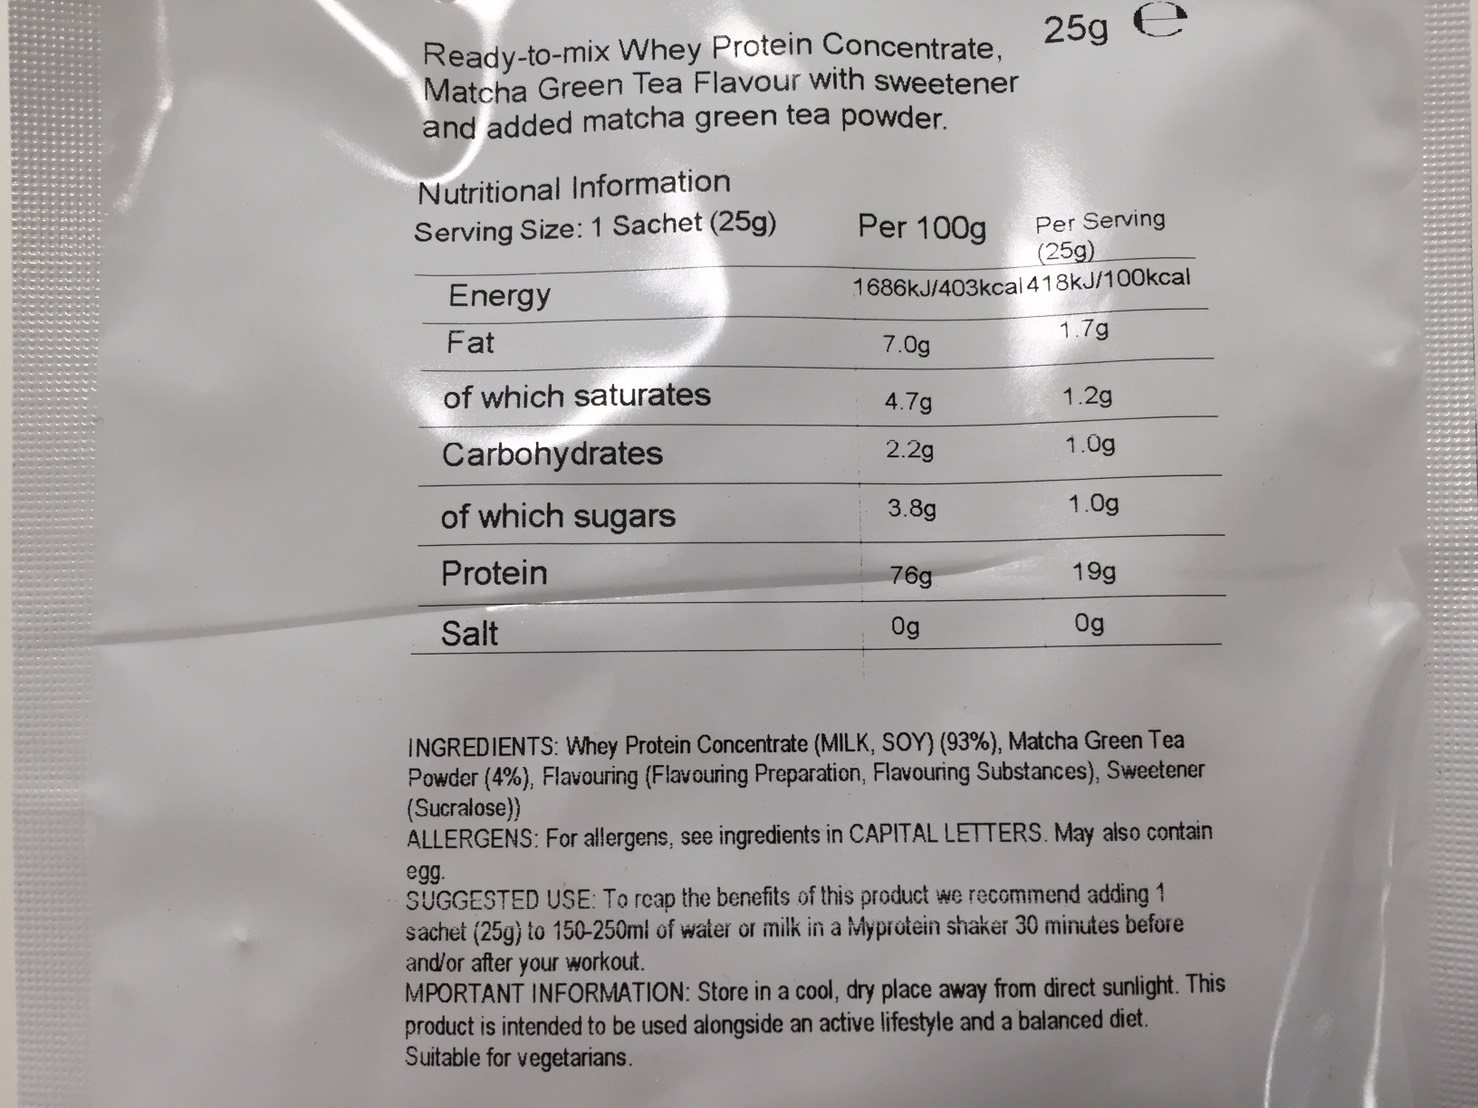 25g ℮
Ready-to-mix Whey Protein Concentrate,
Matcha Green Tea Flavour with sweetener
and added matcha green tea powder.
Nutritional Information
Serving Size: 1 Sachet (25g) Per 100g Per Serving
(25g)
Energy 1686kJ/403kcal 418kJ/100kcal
Fat 7.0g 1.7g
of which saturates 4.7g 1.2g
Carbohydrates 2.2g 1.0g
of which sugars 3.8g 1.0g
Protein 76g 19g
Salt 0g 0g
INGREDIENTS: Whey Protein Concentrate (MILK, SOY) (93%), Matcha Green Tea
Powder (4%), Flavouring (Flavouring Preparation, Flavouring Substances), Sweetener
(Sucralose))
ALLERGENS: For allergens, see ingredients in CAPITAL LETTERS. May also contain
egg.
SUGGESTED USE: To reap the benefits of this product we recommend adding 1
sachet (25g) to 150-250ml of water or milk in a Myprotein shaker 30 minutes before
and/or after your workout.
MPORTANT INFORMATION: Store in a cool, dry place away from direct sunlight. This
product is intended to be used alongside an active lifestyle and a balanced diet.
Suitable for vegetarians.